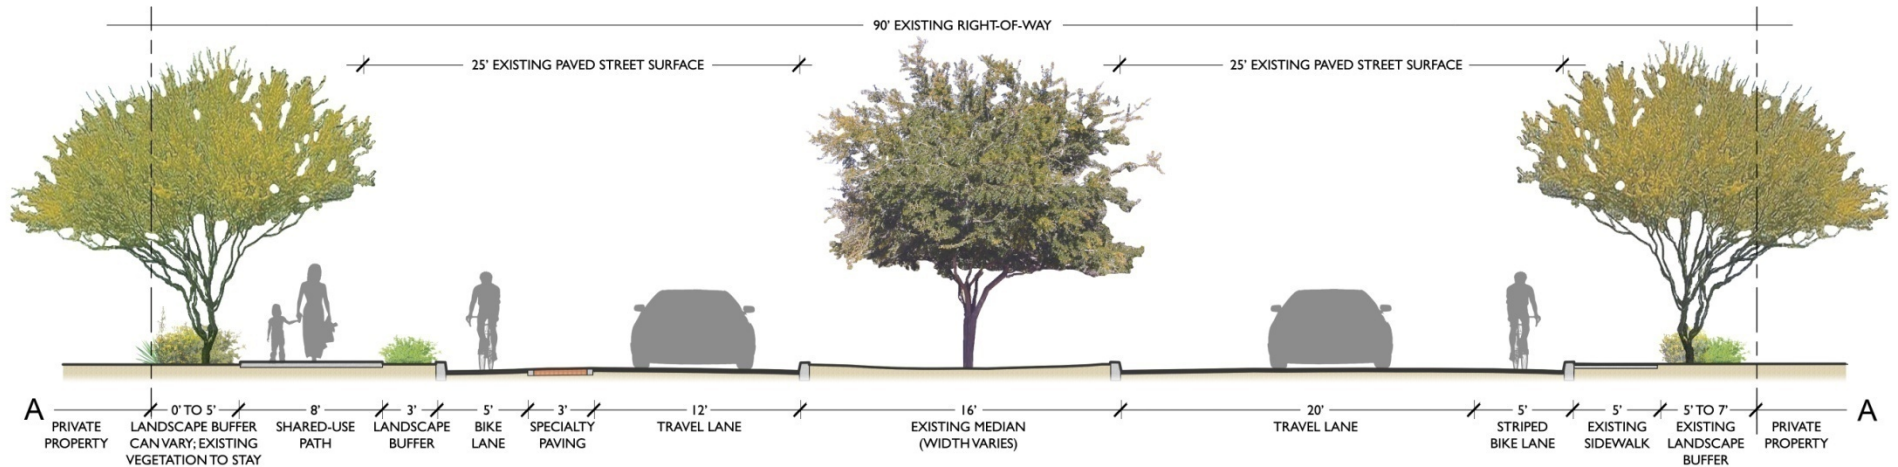 90' EXISTING RIGHT-OF-WAY
25' EXISTING PAVED STREET SURFACE
25' EXISTING PAVED STREET SURFACE
A
PRIVATE
PROPERTY
0' TO 5'
LANDSCAPE BUFFER
CAN VARY; EXISTING
VEGETATION TO STAY
8'
SHARED-USE
PATH
3'
LANDSCAPE
BUFFER
5'
BIKE
LANE
3'
SPECIALTY
PAVING
12'
TRAVEL LANE
16'
EXISTING MEDIAN
(WIDTH VARIES)
20'
TRAVEL LANE
5'
STRIPED
BIKE LANE
5'
EXISTING
SIDEWALK
5' TO 7'
EXISTING
LANDSCAPE
BUFFER
PRIVATE
PROPERTY
A